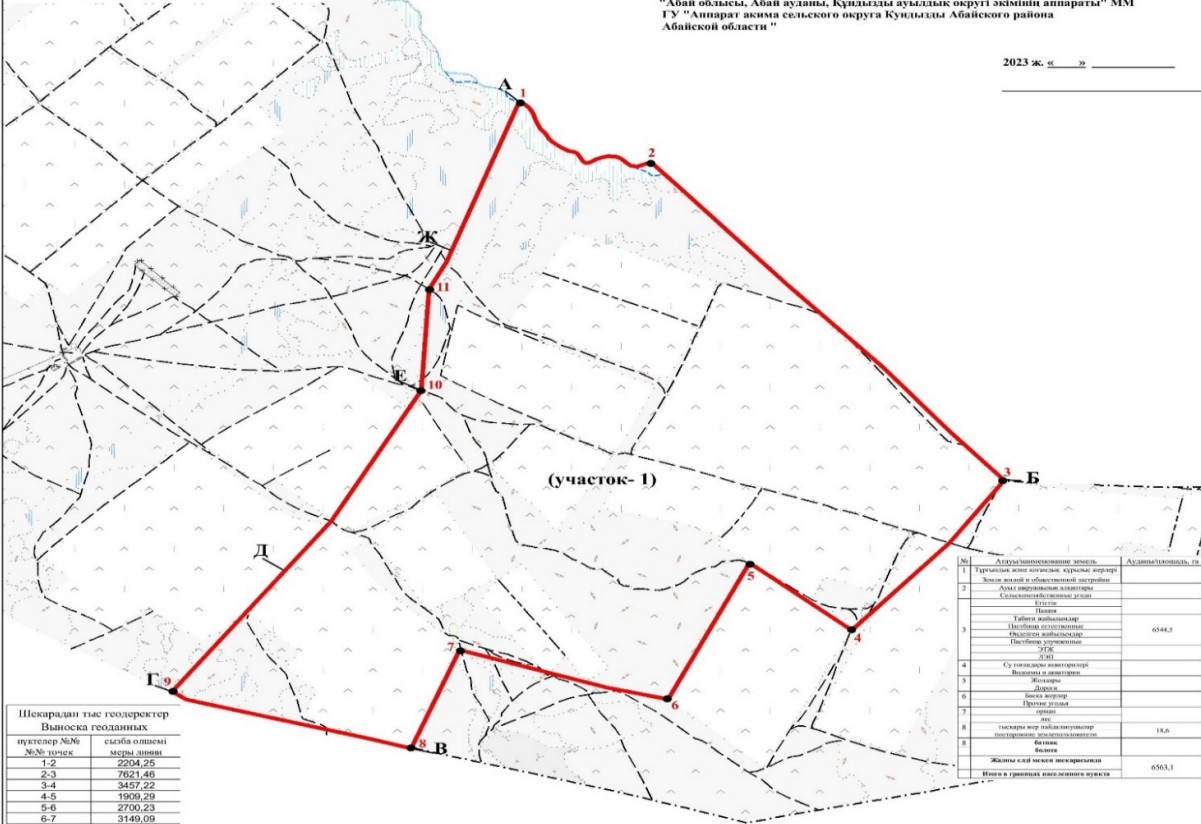 "Абай облысы, Абай ауданы, Құндызды ауылдық округі әкімінің аппараты" ММ
ГУ "Аппарат акима сельского округа Кундызды Абайского района
Абайской области "
2023 ж. «     » ____________
А
1
2
Ж
11
Е
10
(участок- 1)
3
Б
Д
5
4
7
Г
9
6
8
В
Шекарадан тыс геодеректер
Выноска геоданных
нүктелер №№ сызба өлшемі
№№ точек меры линии
1-2 2204,25
2-3 7621,46
3-4 3457,29
4-5 1909,29
5-6 2700,23
6-7 3149,09
№ Атауы/наименование земель Ауданы/площадь, га
1 Тұрғындық және қоғамдық құрылыс жерлері
Земли жилой и общественной застройки
2 Ауыл шаруашылық алқаптары
Сельскохозяйственные угодья
Егістік
Пашня
Табиғи жайылымдар
Пастбища естественные
3 Өңделген жайылымдар 6544,5
Пастбища улучшенные
ЭТЖ
ЛЭП
4 Су тоғандары акваторилері
Водоемы и акватории
5 Жолдары
Дороги
6 Басқа жерлер
Прочие угодья
7 орман
лес
8 тысқары жер пайдаланушылар 18,6
посторонние землепользователи
8 батпақ
болота
Жалпы елді мекен шекарасында 6563,1
Итого в границах населенного пункта